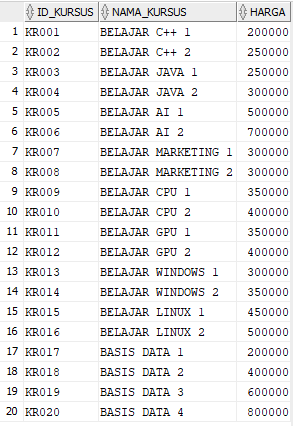 ID_KURSUS NAMA_KURSUS HARGA
1 KR001 BELAJAR C++ 1 200000
2 KR002 BELAJAR C++ 2 250000
3 KR003 BELAJAR JAVA 1 250000
4 KR004 BELAJAR JAVA 2 300000
5 KR005 BELAJAR AI 1 500000
6 KR006 BELAJAR AI 2 700000
7 KR007 BELAJAR MARKETING 1 300000
8 KR008 BELAJAR MARKETING 2 300000
9 KR009 BELAJAR CPU 1 350000
10 KR010 BELAJAR CPU 2 400000
11 KR011 BELAJAR GPU 1 350000
12 KR012 BELAJAR GPU 2 400000
13 KR013 BELAJAR WINDOWS 1 300000
14 KR014 BELAJAR WINDOWS 2 350000
15 KR015 BELAJAR LINUX 1 450000
16 KR016 BELAJAR LINUX 2 500000
17 KR017 BASIS DATA 1 200000
18 KR018 BASIS DATA 2 400000
19 KR019 BASIS DATA 3 600000
20 KR020 BASIS DATA 4 800000